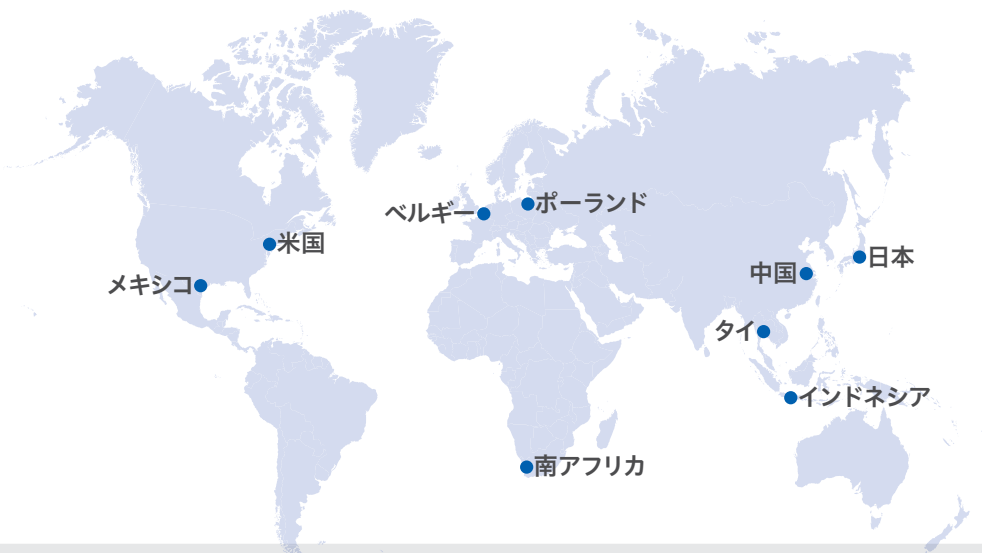 ベルギー
ポーランド
米国
メキシコ
日本
中国
タイ
インドネシア
南アフリカ